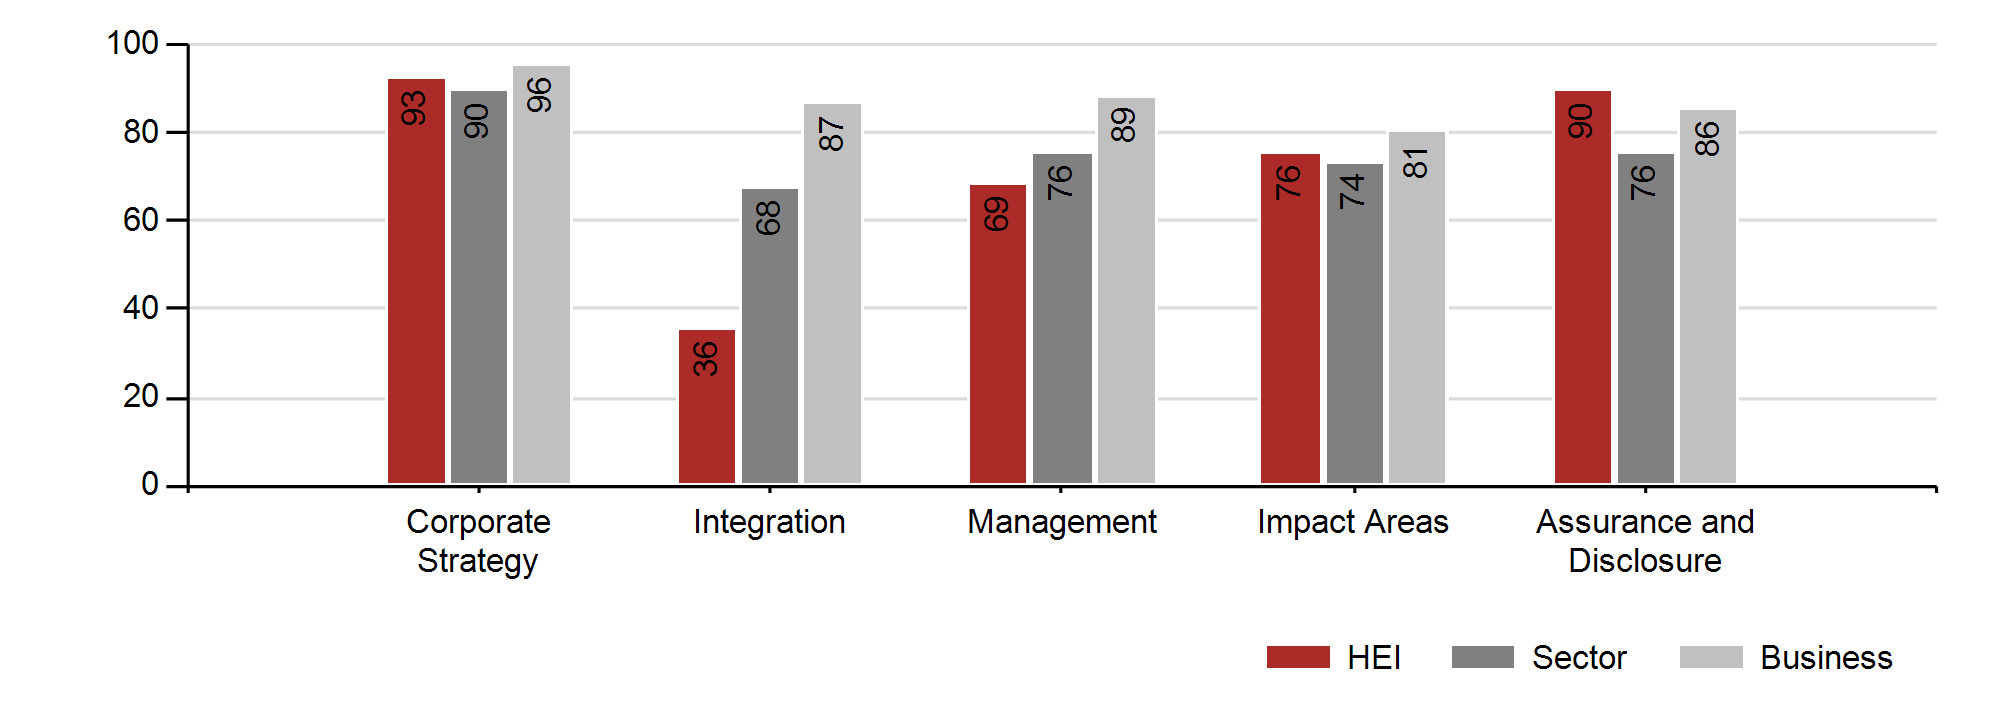 100
80
60
40
20
0
93
90
96
36
68
87
69
76
89
76
74
81
90
76
86
Corporate
Strategy
Integration
Management
Impact Areas
Assurance and
Disclosure
HEI
Sector
Business